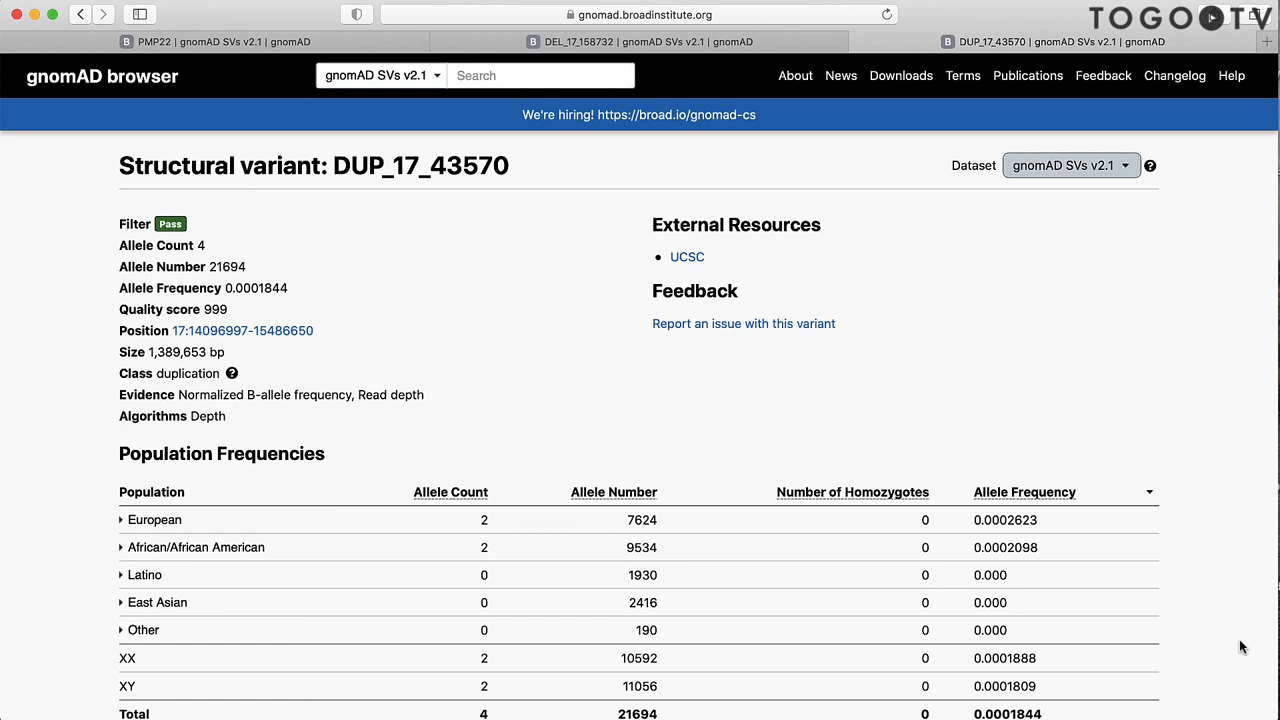 gnomad.broadinstitute.org
TOGO TV
PMP22 | gnomAD SVs v2.1 | gnomAD
DEL_17_158732 | gnomAD SVs v2.1 | gnomAD
DUP_17_43570 | gnomAD SVs v2.1 | gnomAD
gnomAD browser
gnomAD SVs v2.1
Search
About News Downloads Terms Publications Feedback Changelog Help
We're hiring! https://broad.io/gnomad-cs
Structural variant: DUP_17_43570
Dataset gnomAD SVs v2.1
Filter Pass
Allele Count 4
Allele Number 21694
Allele Frequency 0.0001844
Quality score 999
Position 17:14096997-15486650
Size 1,389,653 bp
Class duplication
Evidence Normalized B-allele frequency, Read depth
Algorithms Depth
External Resources
• UCSC
Feedback
Report an issue with this variant
Population Frequencies
Population Allele Count Allele Number Number of Homozygotes Allele Frequency
European 2 7624 0 0.0002623
African/African American 2 9534 0 0.0002098
Latino 0 1930 0 0.000
East Asian 0 2416 0 0.000
Other 0 190 0 0.000
XX 2 10592 0 0.0001888
XY 2 11056 0 0.0001809
Total 4 21694 0 0.0001844